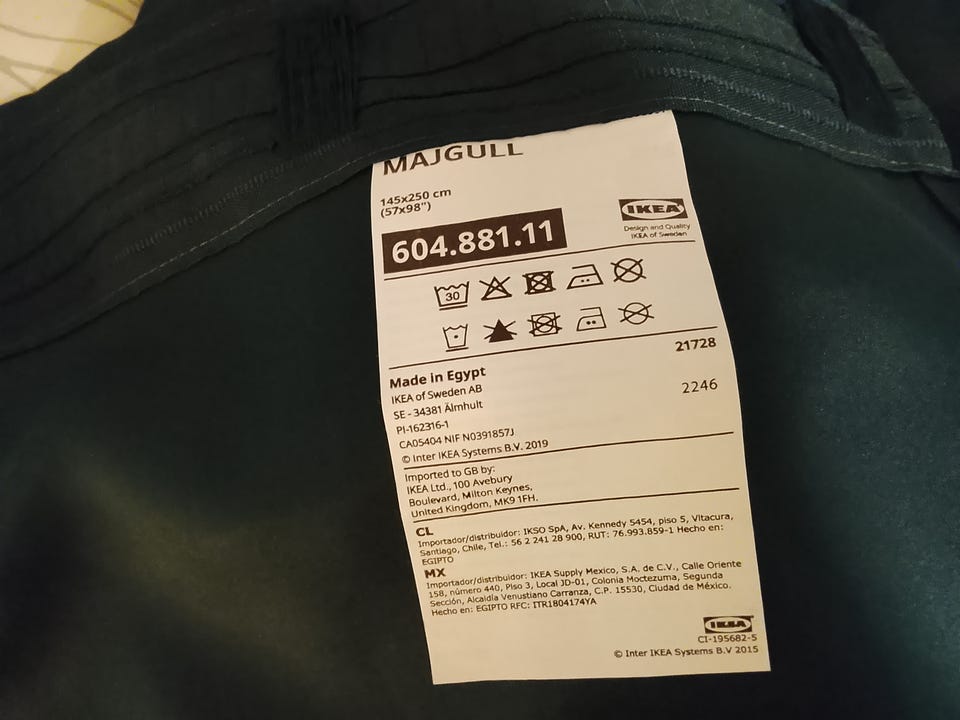 MAJGULL
145x250 cm
(57x98")
604.881.11
IKEA
Design and Quality
IKEA of Sweden
30
21728
Made in Egypt
IKEA of Sweden AB
2246
SE - 34381 Älmhult
PI-162316-1
CA05404 NIF N0391857J
© Inter IKEA Systems B.V. 2019
Imported to GB by:
IKEA Ltd., 100 Avebury
Boulevard, Milton Keynes,
United Kingdom, MK9 1FH.
CL
Importador/distribuidor: IKSO SpA, Av. Kennedy 5454, piso 5, Vitacura,
Santiago, Chile, Tel.: 56 2 241 28 900, RUT: 76.993.859-1 Hecho en:
EGIPTO
MX
Importador/distribuidor: IKEA Supply Mexico, S.A. de C.V., Calle Oriente
158, número 440, Piso 3, Local JD-01, Colonia Moctezuma, Segunda
Sección, Alcaldía Venustiano Carranza, C.P. 15530, Ciudad de México.
Hecho en: EGIPTO RFC: ITR1804174YA
IKEA
CI-195682-5
© Inter IKEA Systems B.V 2015